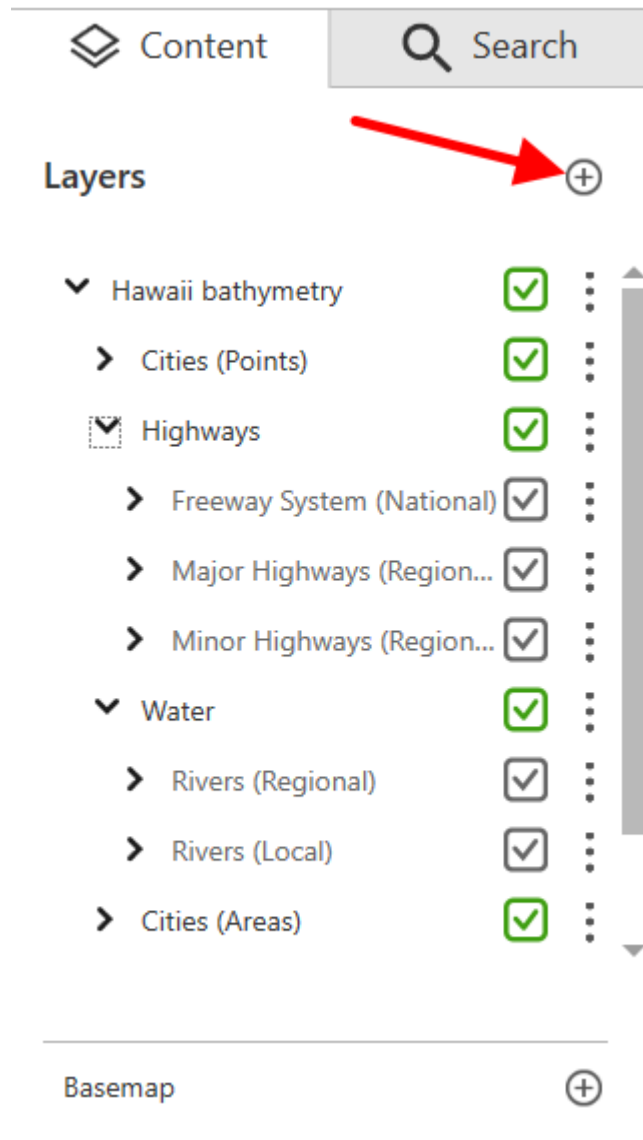 Content Search
Layers
Hawaii bathymetry
Cities (Points)
Highways
Freeway System (National)
Major Highways (Region...
Minor Highways (Region...
Water
Rivers (Regional)
Rivers (Local)
Cities (Areas)
Basemap